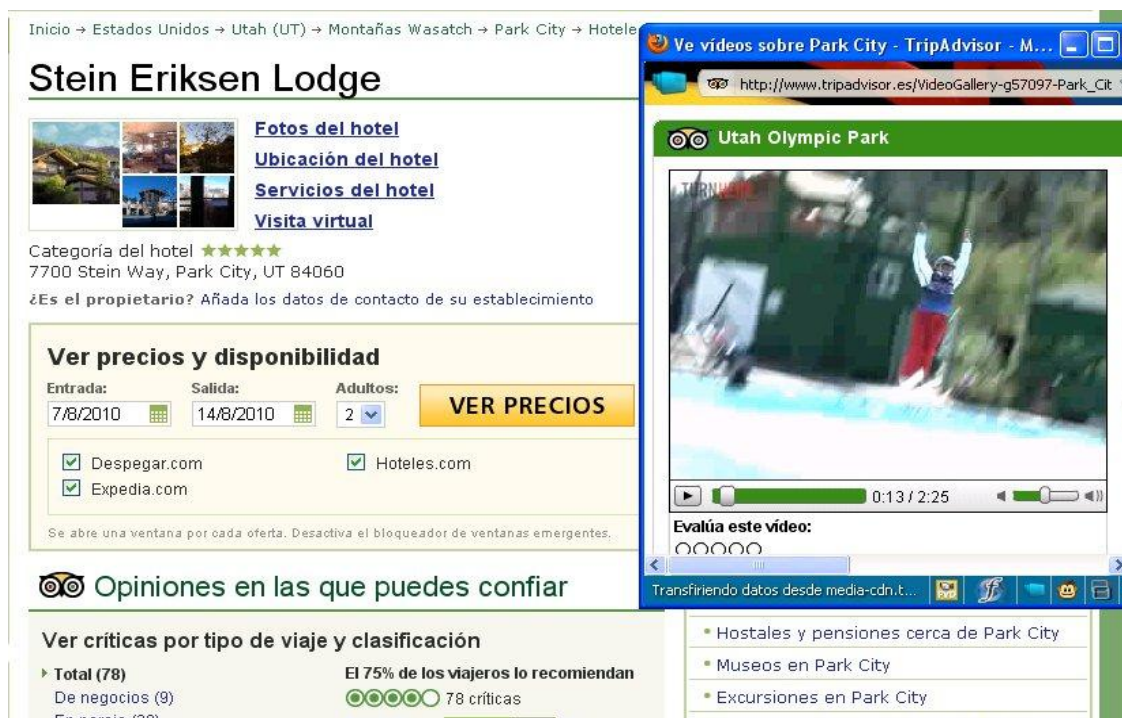 Inicio → Estados Unidos → Utah (UT) → Montañas Wasatch → Park City → Hotele
Stein Eriksen Lodge
Fotos del hotel
Ubicación del hotel
Servicios del hotel
Visita virtual
Categoría del hotel
7700 Stein Way, Park City, UT 84060
¿Es el propietario? Añada los datos de contacto de su establecimiento
Ver precios y disponibilidad
Entrada: Salida: Adultos:
7/8/2010 14/8/2010 2 VER PRECIOS
Despegar.com Hoteles.com
Expedia.com
Se abre una ventana por cada oferta. Desactiva el bloqueador de ventanas emergentes.
Opiniones en las que puedes confiar
Ver críticas por tipo de viaje y clasificación
Total (78) El 75% de los viajeros lo recomiendan
De negocios (9) 78 críticas
Ve vídeos sobre Park City - TripAdvisor - M...
http://www.tripadvisor.es/VideoGallery-g57097-Park_Cit
Utah Olympic Park
TURNHERE
0:13 / 2:25
Evalúa este vídeo:
Transfiriendo datos desde media-cdn.t...
• Hostales y pensiones cerca de Park City
• Museos en Park City
• Excursiones en Park City